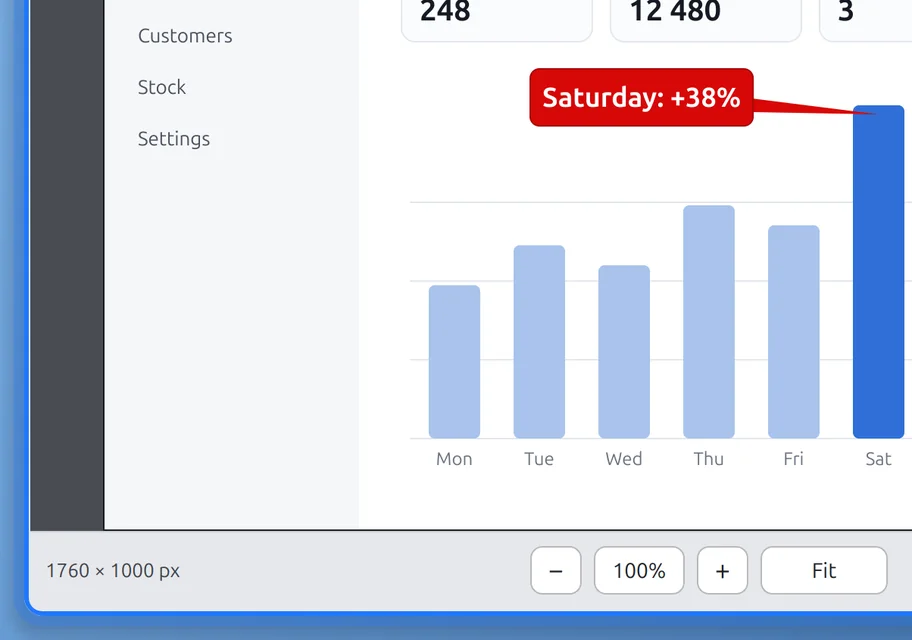 248
12 480
3
Customers
Stock
Settings
Saturday: +38%
Mon
Tue
Wed
Thu
Fri
Sat
1760 × 1000 px
−
100%
+
Fit